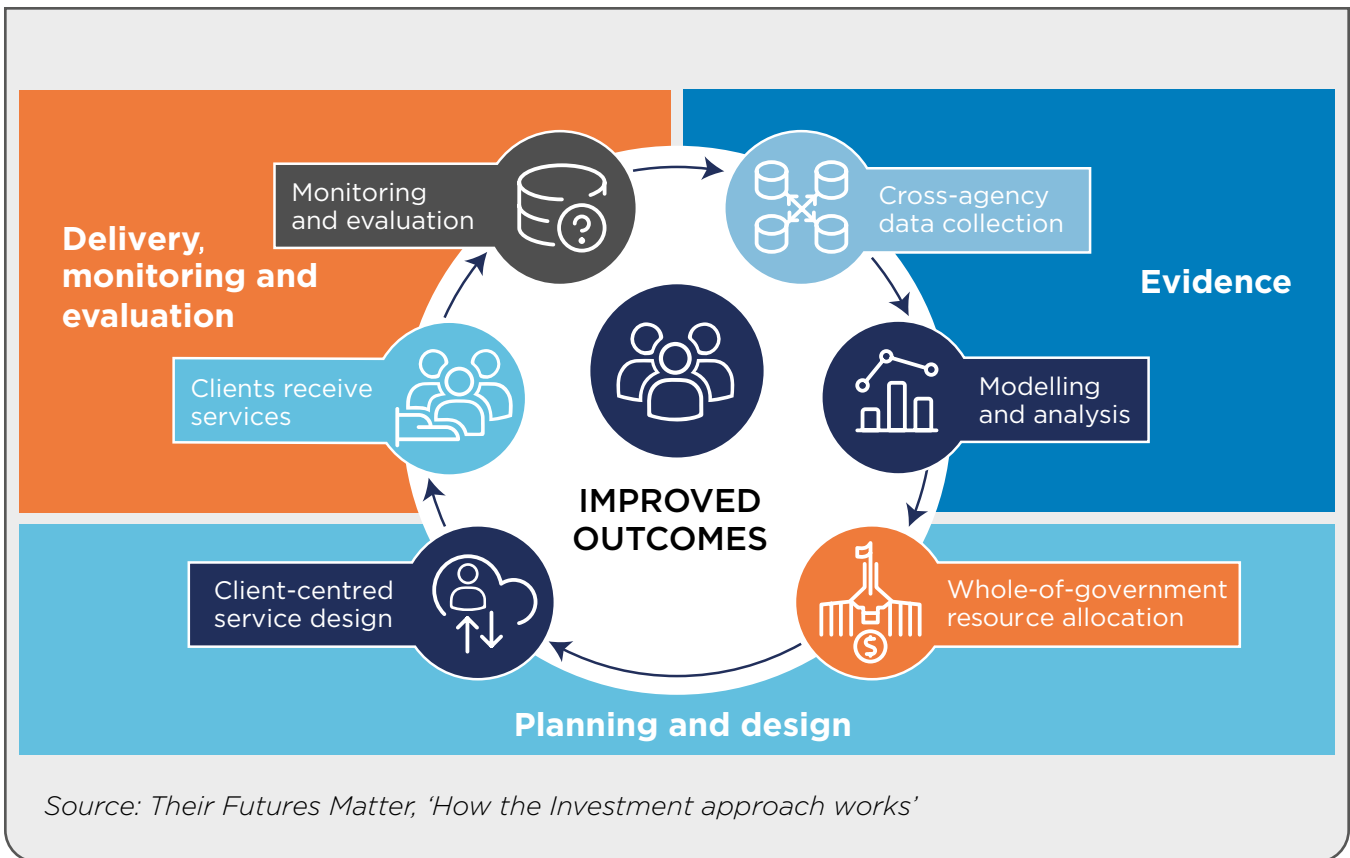 Delivery,
monitoring and
evaluation
Monitoring
and evaluation
Cross-agency
data collection
Evidence
Clients receive
services
Modelling
and analysis
IMPROVED
OUTCOMES
Client-centred
service design
Whole-of-government
resource allocation
$
?
Planning and design
Source: Their Futures Matter, ‘How the Investment approach works’